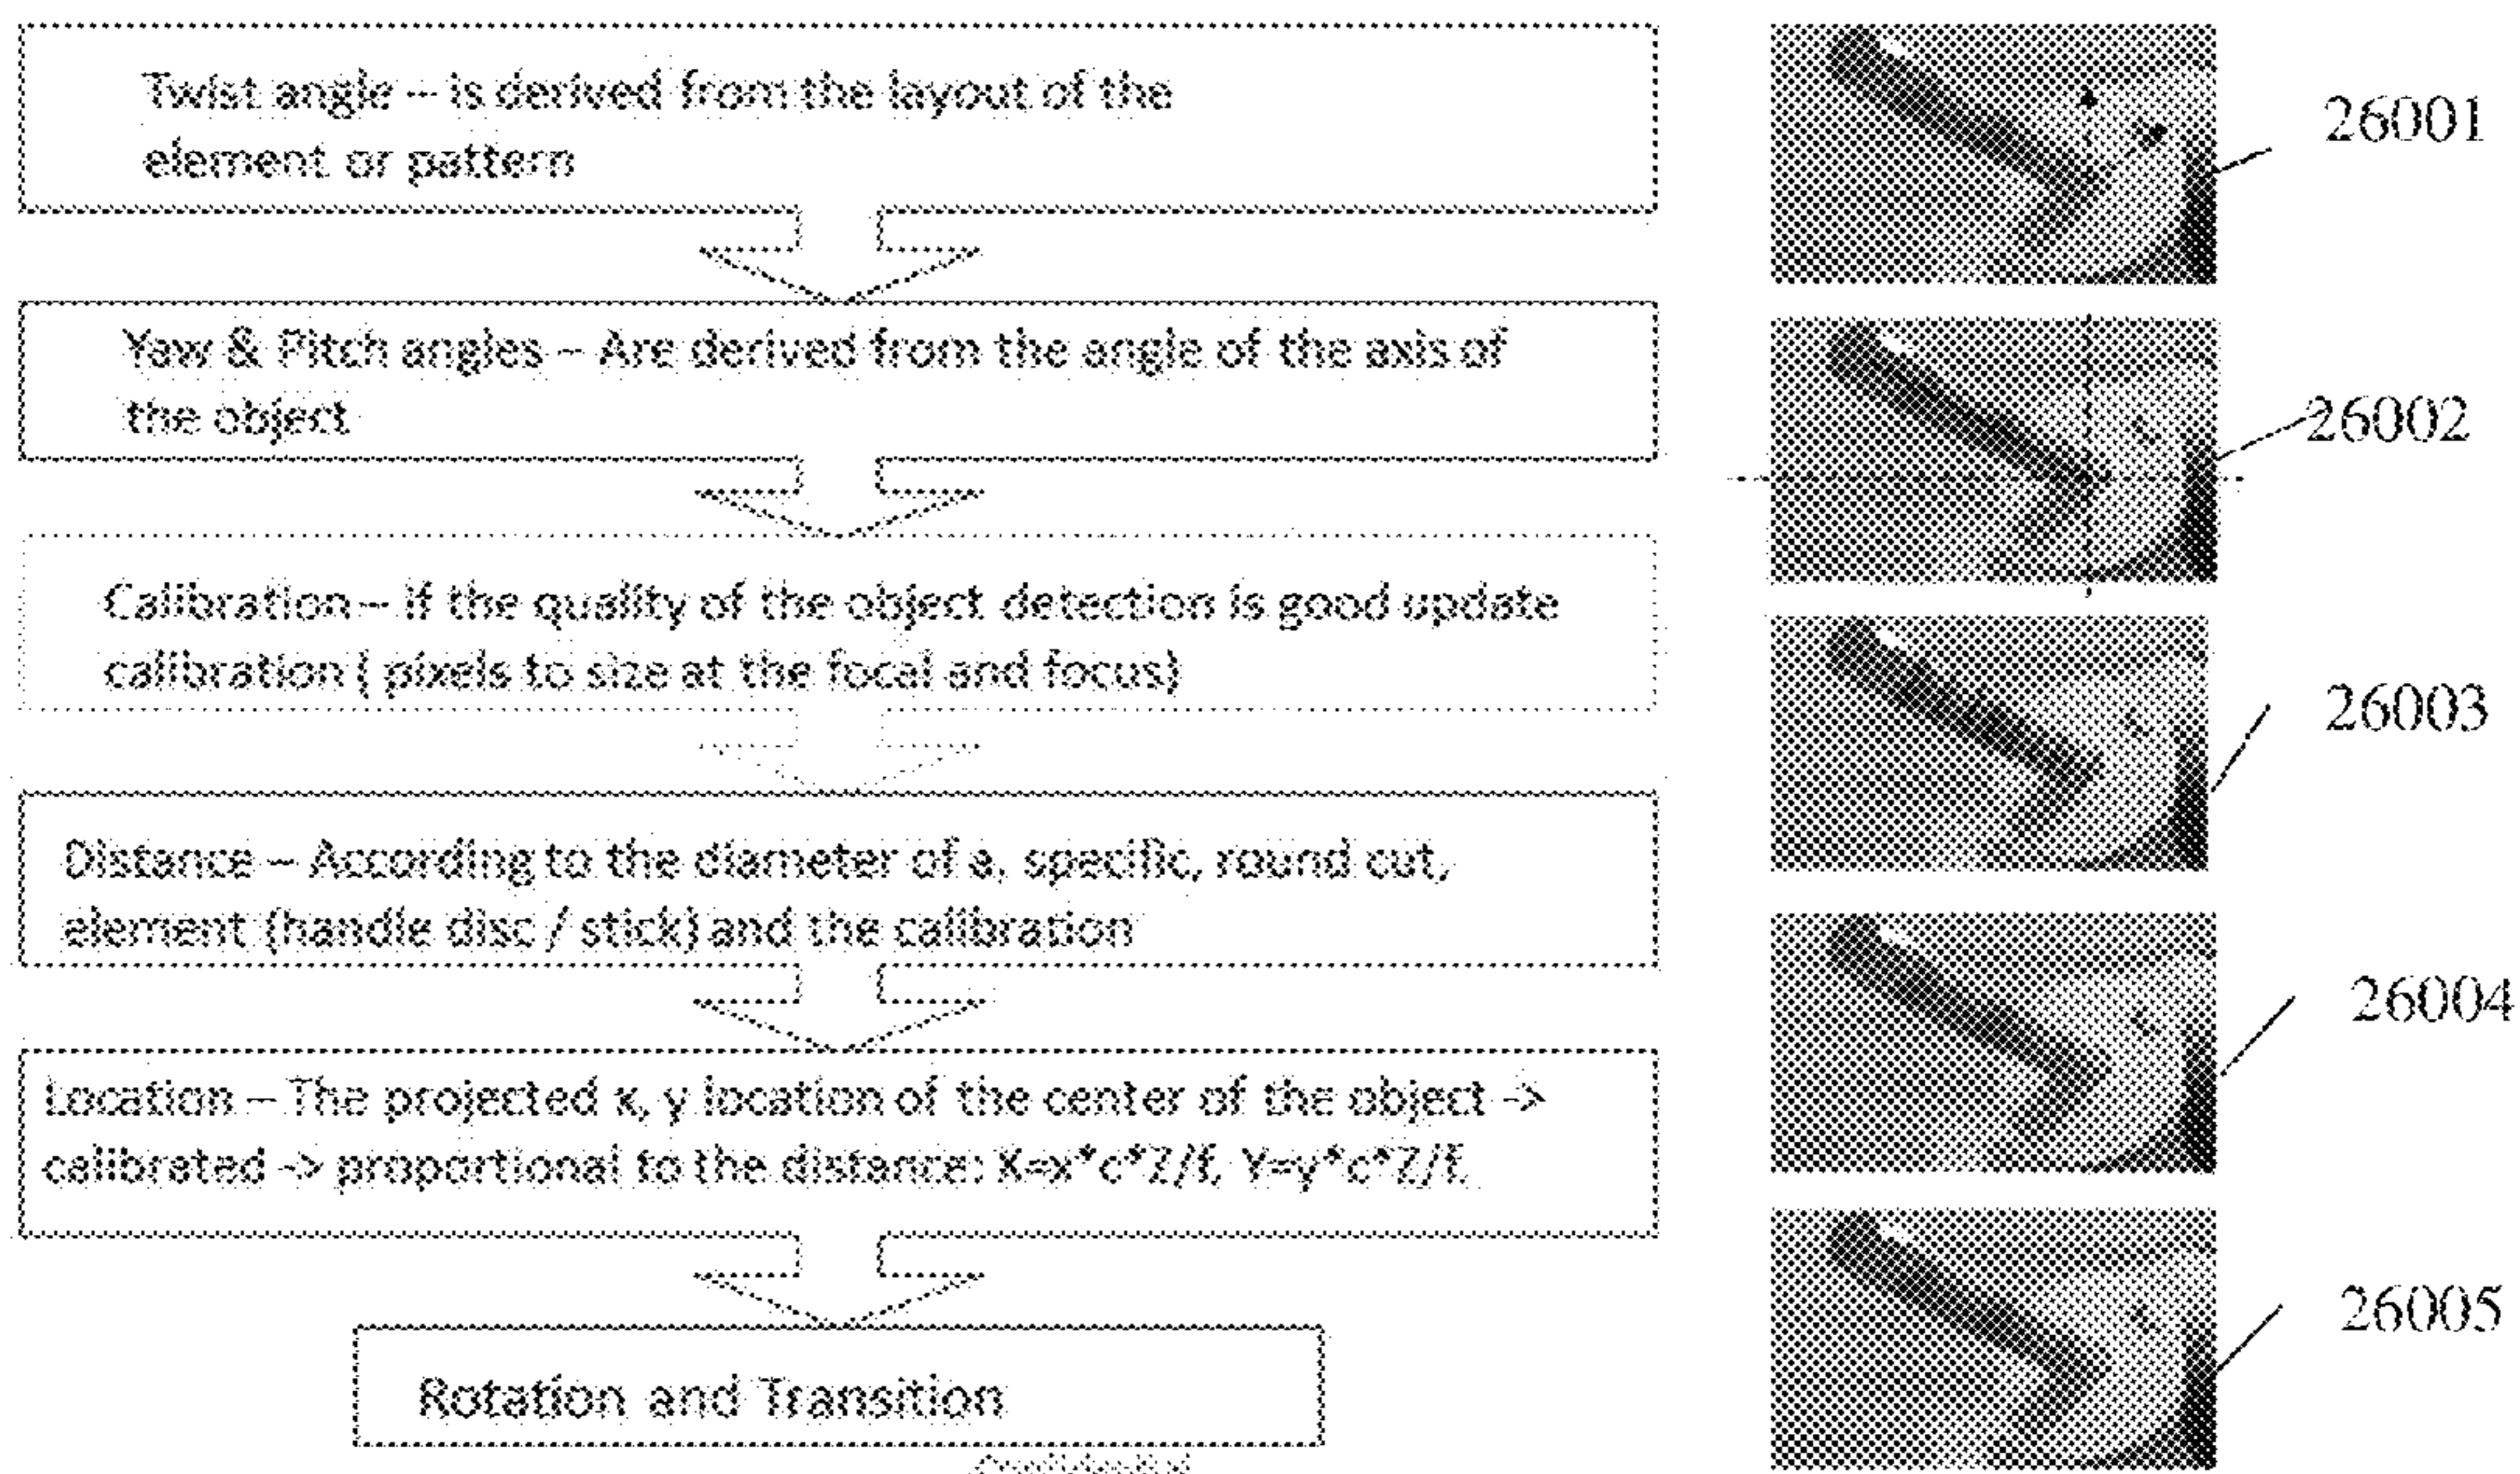 Twist angle – is derived from the layout of the
element or pattern
26001
Yaw & Pitch angles – Are derived from the angle of the axis of
the object
26002
Calibration – if the quality of the object detection is good update
calibration ( pixels to size at the focal and focus)
26003
Distance – According to the diameter of a, specific, round cut,
element (handle disc / stick) and the calibration
26004
Location – The projected x, y location of the center of the object ->
calibrated -> proportional to the distance: X=x*c*Z/f, Y=y*c*Z/f.
26005
Rotation and Transition